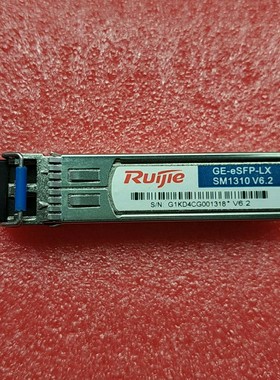 Ruijie
GE-eSFP-LX
SM1310 V6.2
S/N: G1KD4CG001318* V6.2